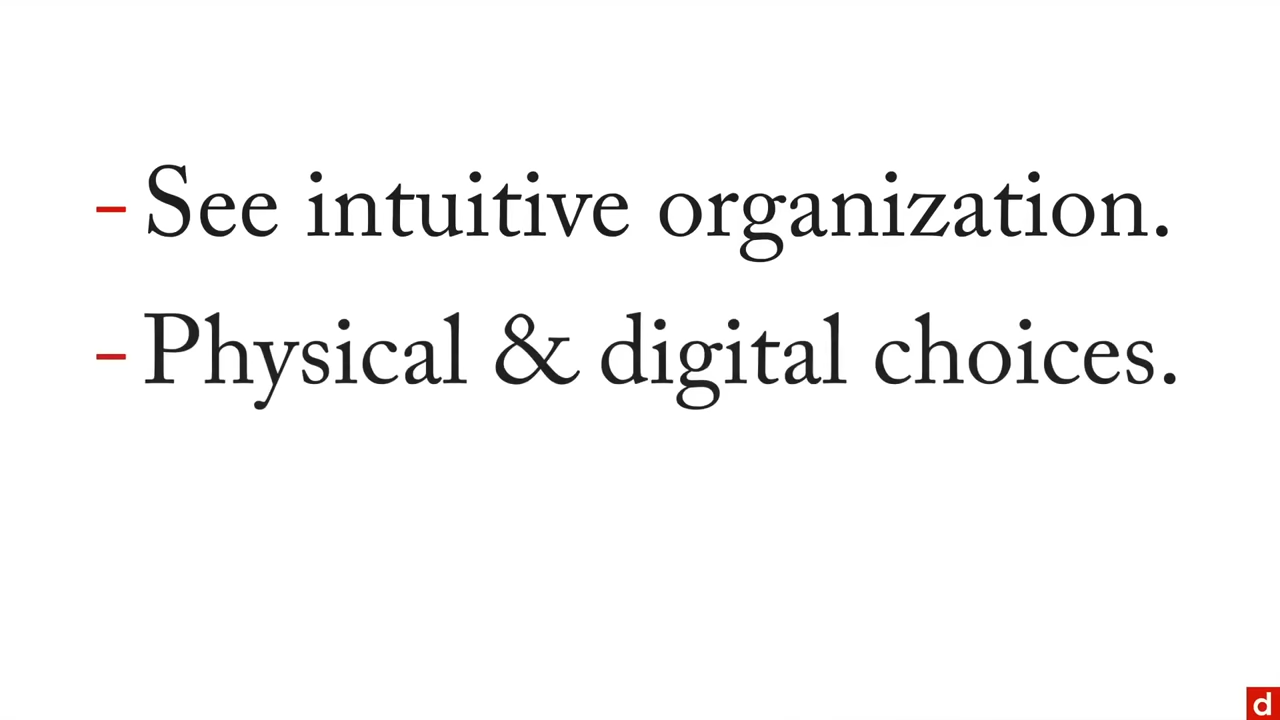 - See intuitive organization.
- Physical & digital choices.
d